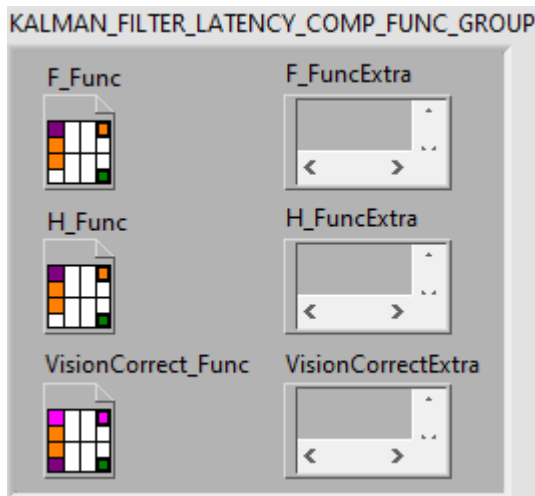 KALMAN_FILTER_LATENCY_COMP_FUNC_GROUP
F_Func
F_FuncExtra
H_Func
H_FuncExtra
VisionCorrect_Func
VisionCorrectExtra